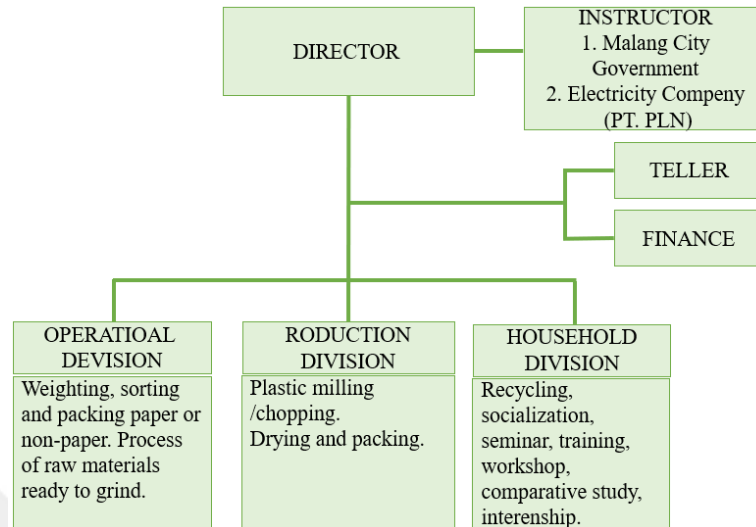 DIRECTOR
INSTRUCTOR
1. Malang City
Government
2. Electricity Compeny
(PT. PLN)
TELLER
FINANCE
OPERATIOAL
DEVISION
Weighting, sorting
and packing paper or
non-paper. Process
of raw materials
ready to grind.
RODUCTION
DIVISION
Plastic milling
/chopping.
Drying and packing.
HOUSEHOLD
DIVISION
Recycling,
socialization,
seminar, training,
workshop,
comparative study,
internship.